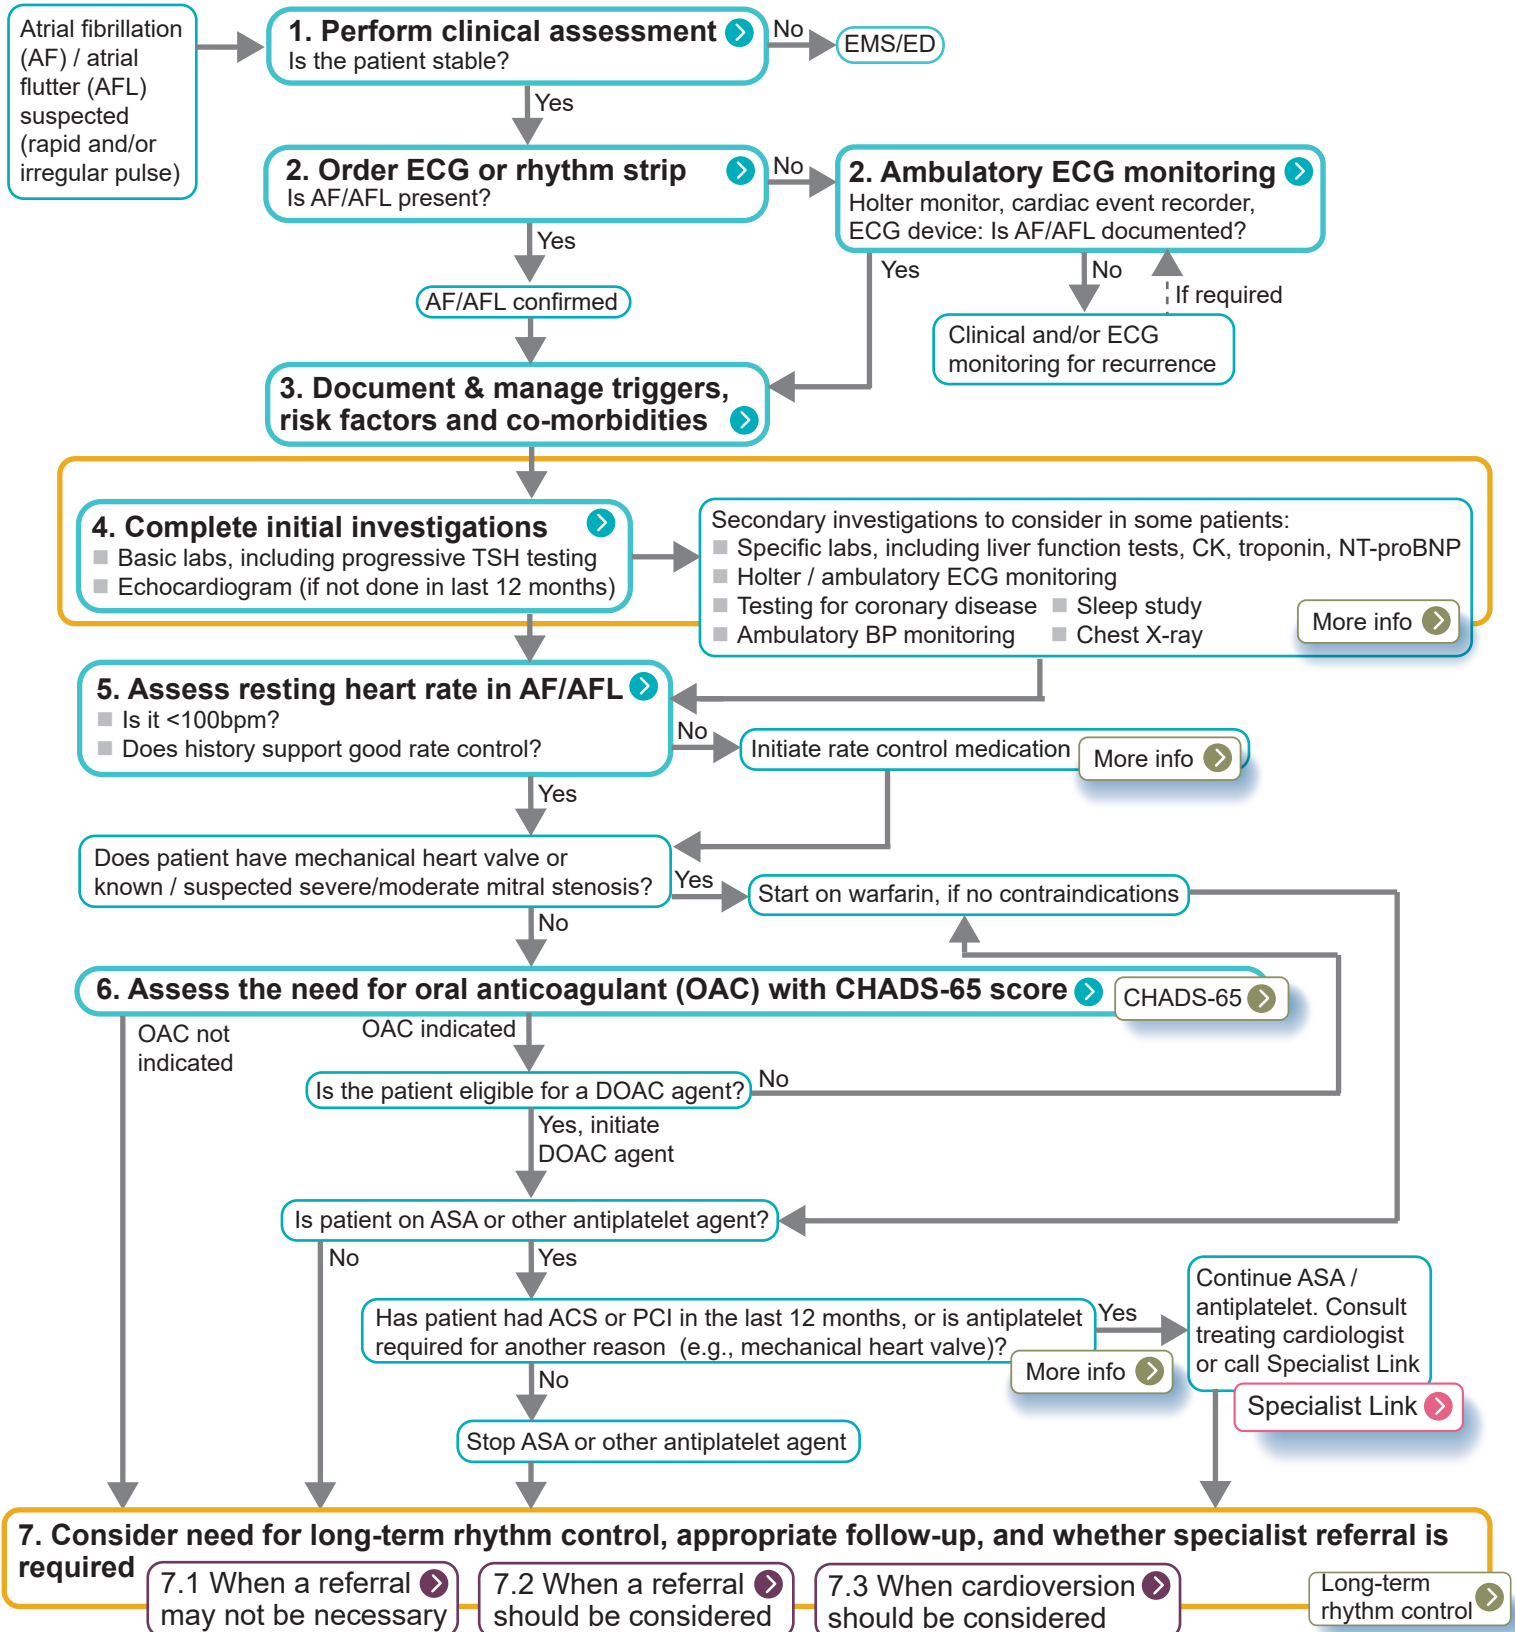 Atrial fibrillation
(AF) / atrial
flutter (AFL)
suspected
(rapid and/or
irregular pulse)
1. Perform clinical assessment
Is the patient stable?
No
EMS/ED
Yes
2. Order ECG or rhythm strip
Is AF/AFL present?
No
2. Ambulatory ECG monitoring
Holter monitor, cardiac event recorder,
ECG device: Is AF/AFL documented?
Yes
Yes
No
If required
AF/AFL confirmed
Clinical and/or ECG
monitoring for recurrence
3. Document & manage triggers,
risk factors and co-morbidities
4. Complete initial investigations
Basic labs, including progressive TSH testing
Echocardiogram (if not done in last 12 months)
Secondary investigations to consider in some patients:
Specific labs, including liver function tests, CK, troponin, NT-proBNP
Holter / ambulatory ECG monitoring
Testing for coronary disease
Sleep study
Ambulatory BP monitoring
Chest X-ray
More info
5. Assess resting heart rate in AF/AFL
Is it <100bpm?
Does history support good rate control?
No
Initiate rate control medication
More info
Yes
Does patient have mechanical heart valve or
known / suspected severe/moderate mitral stenosis?
Yes
Start on warfarin, if no contraindications
No
6. Assess the need for oral anticoagulant (OAC) with CHADS-65 score
CHADS-65
OAC not
indicated
OAC indicated
Is the patient eligible for a DOAC agent?
No
Yes, initiate
DOAC agent
Is patient on ASA or other antiplatelet agent?
No
Yes
Has patient had ACS or PCI in the last 12 months, or is antiplatelet
required for another reason (e.g., mechanical heart valve)?
More info
Yes
Continue ASA /
antiplatelet. Consult
treating cardiologist
or call Specialist Link
Specialist Link
No
Stop ASA or other antiplatelet agent
7. Consider need for long-term rhythm control, appropriate follow-up, and whether specialist referral is
required
7.1 When a referral
may not be necessary
7.2 When a referral
should be considered
7.3 When cardioversion
should be considered
Long-term
rhythm control